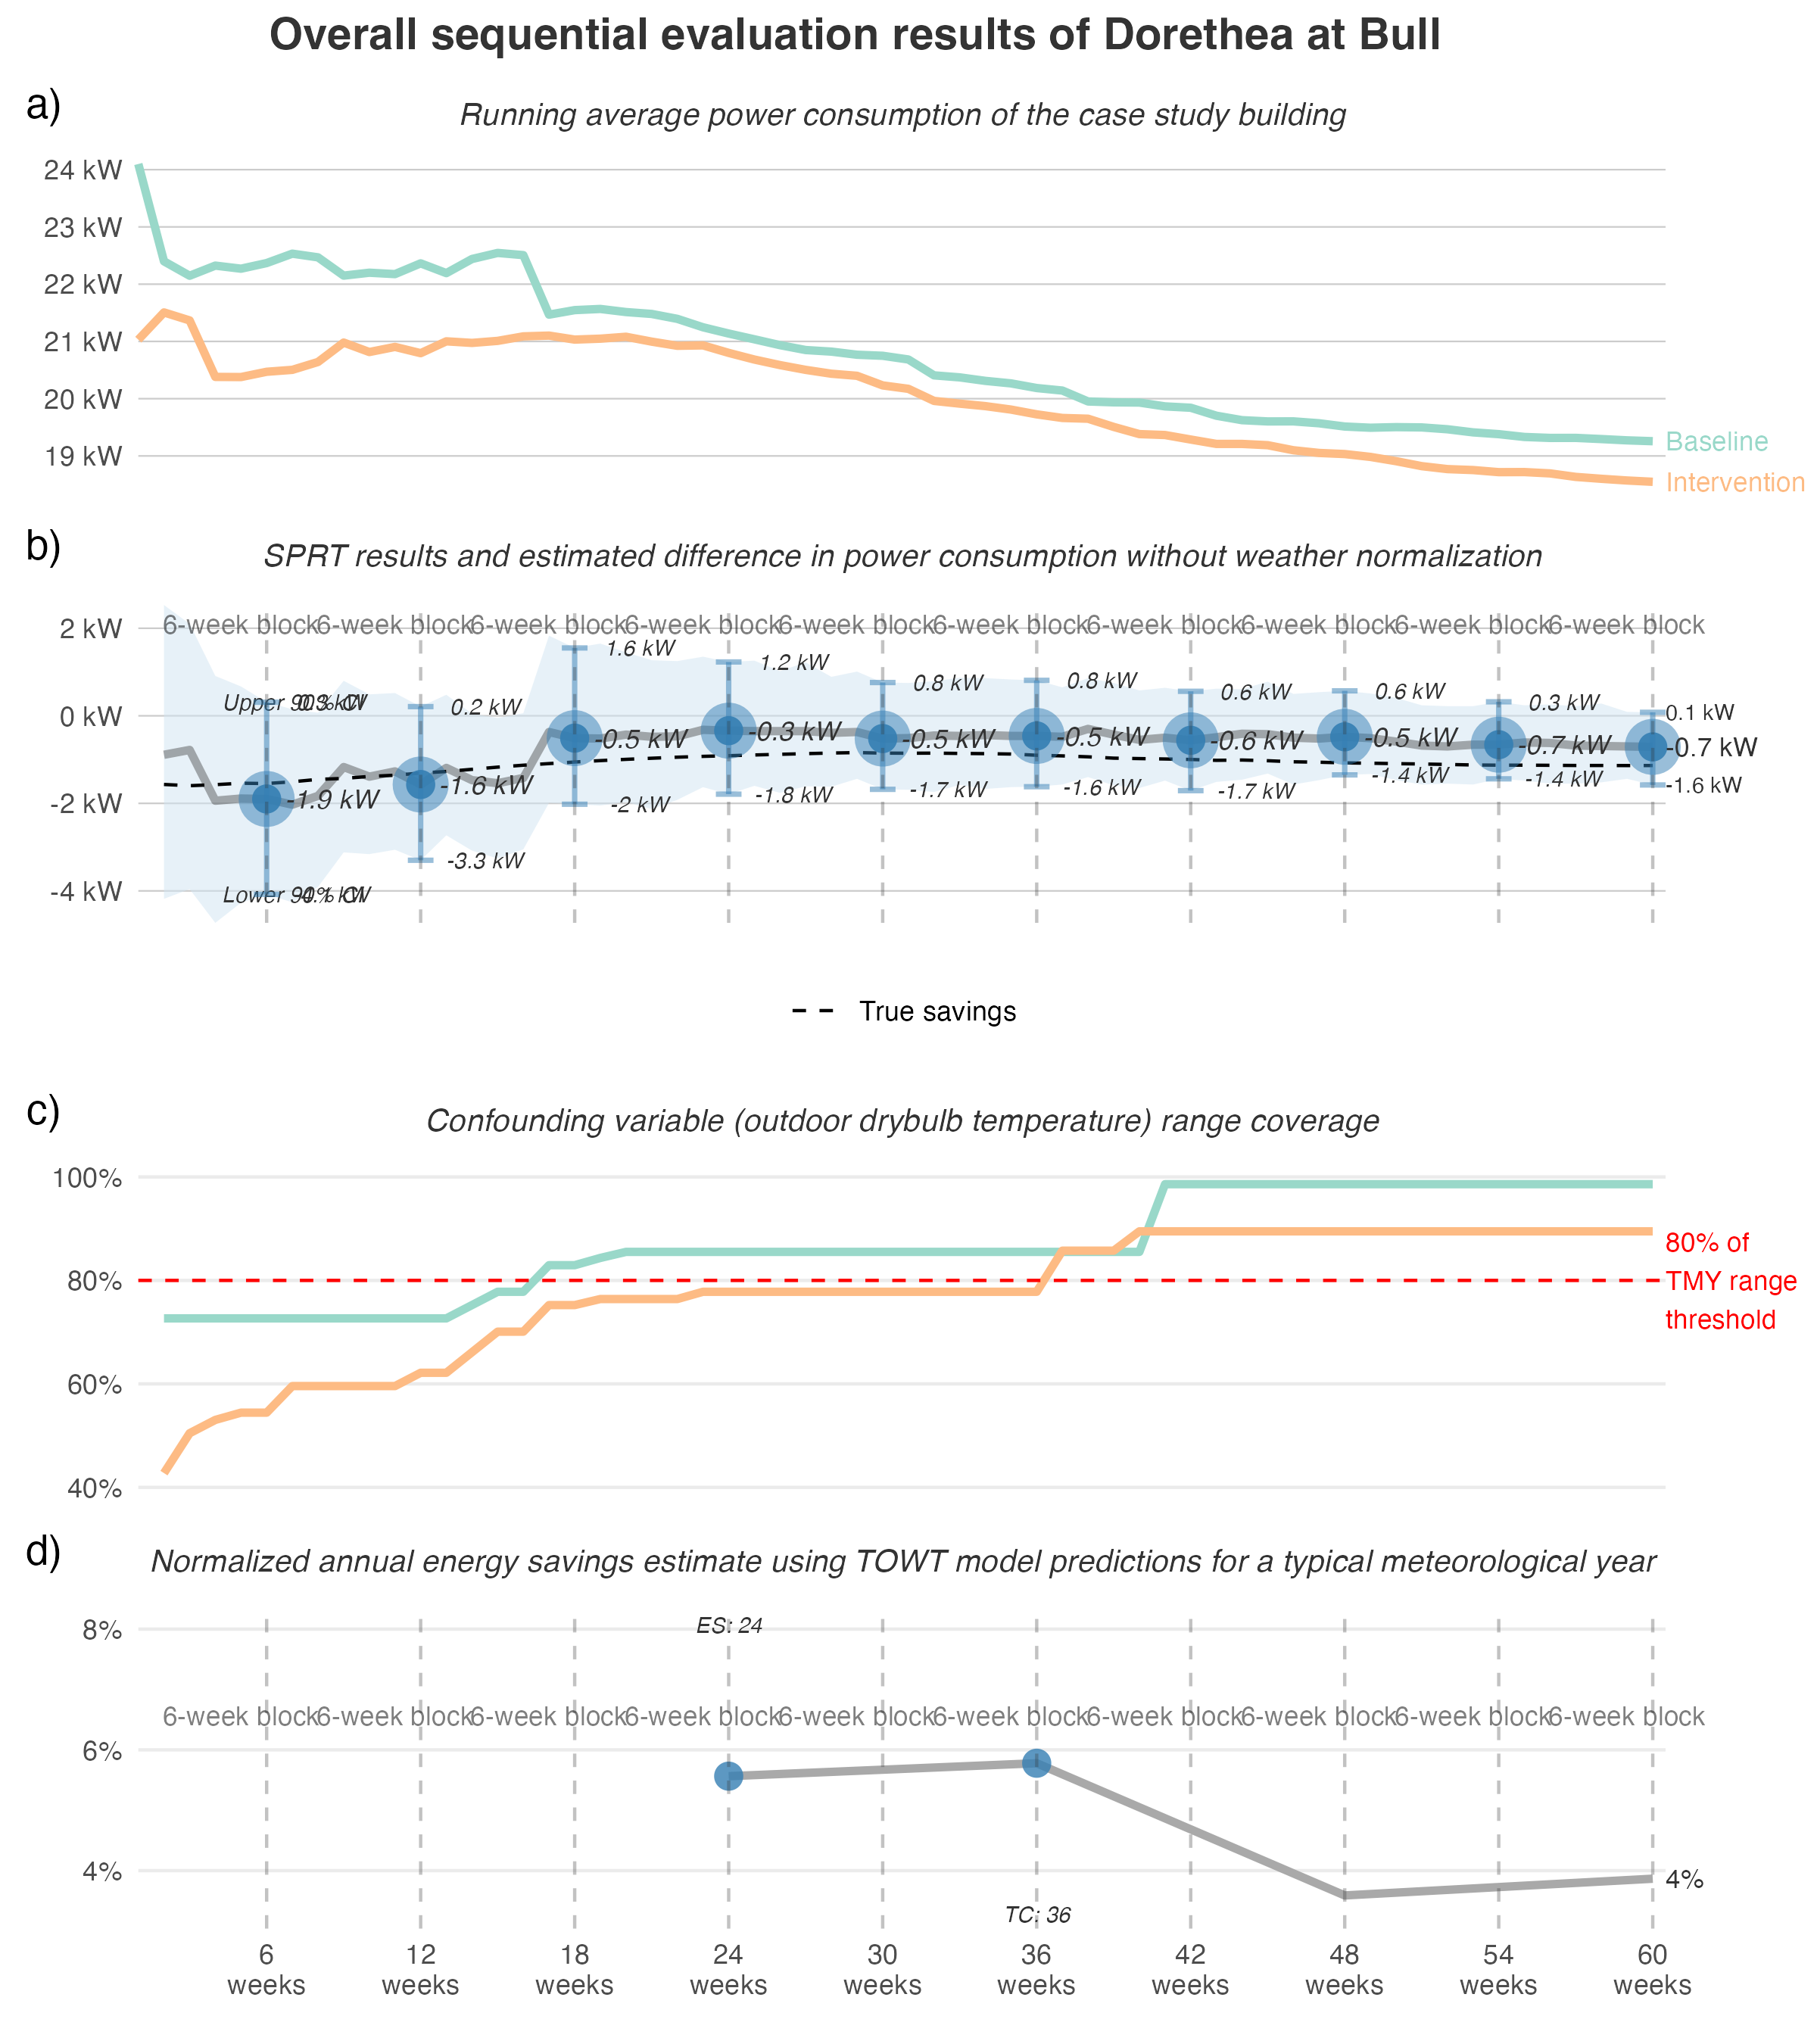 Overall sequential evaluation results of Dorethea at Bull
a)
Running average power consumption of the case study building
24 kW
23 kW
22 kW
21 kW
20 kW
19 kW
Baseline
Intervention
b)
SPRT results and estimated difference in power consumption without weather normalization
2 kW
0 kW
-2 kW
-4 kW
6-week block 6-week block 6-week block 6-week block 6-week block 6-week block 6-week block 6-week block 6-week block 6-week block
Upper 90% CI
0.3 kW
0.2 kW
1.6 kW
1.2 kW
0.8 kW
0.8 kW
0.6 kW
0.6 kW
0.3 kW
0.1 kW
-1.9 kW
-1.6 kW
-0.5 kW
-0.3 kW
-0.5 kW
-0.5 kW
-0.6 kW
-0.5 kW
-0.7 kW
-0.7 kW
Lower 90% CI
-4.1 kW
-3.3 kW
-2 kW
-1.8 kW
-1.7 kW
-1.6 kW
-1.7 kW
-1.4 kW
-1.4 kW
-1.6 kW
True savings
c)
Confounding variable (outdoor drybulb temperature) range coverage
100%
80%
60%
40%
80% of
TMY range
threshold
d)
Normalized annual energy savings estimate using TOWT model predictions for a typical meteorological year
8%
6%
4%
ES: 24
6-week block 6-week block 6-week block 6-week block 6-week block 6-week block 6-week block 6-week block 6-week block 6-week block
4%
TC: 36
6 12 18 24 30 36 42 48 54 60
weeks weeks weeks weeks weeks weeks weeks weeks weeks weeks